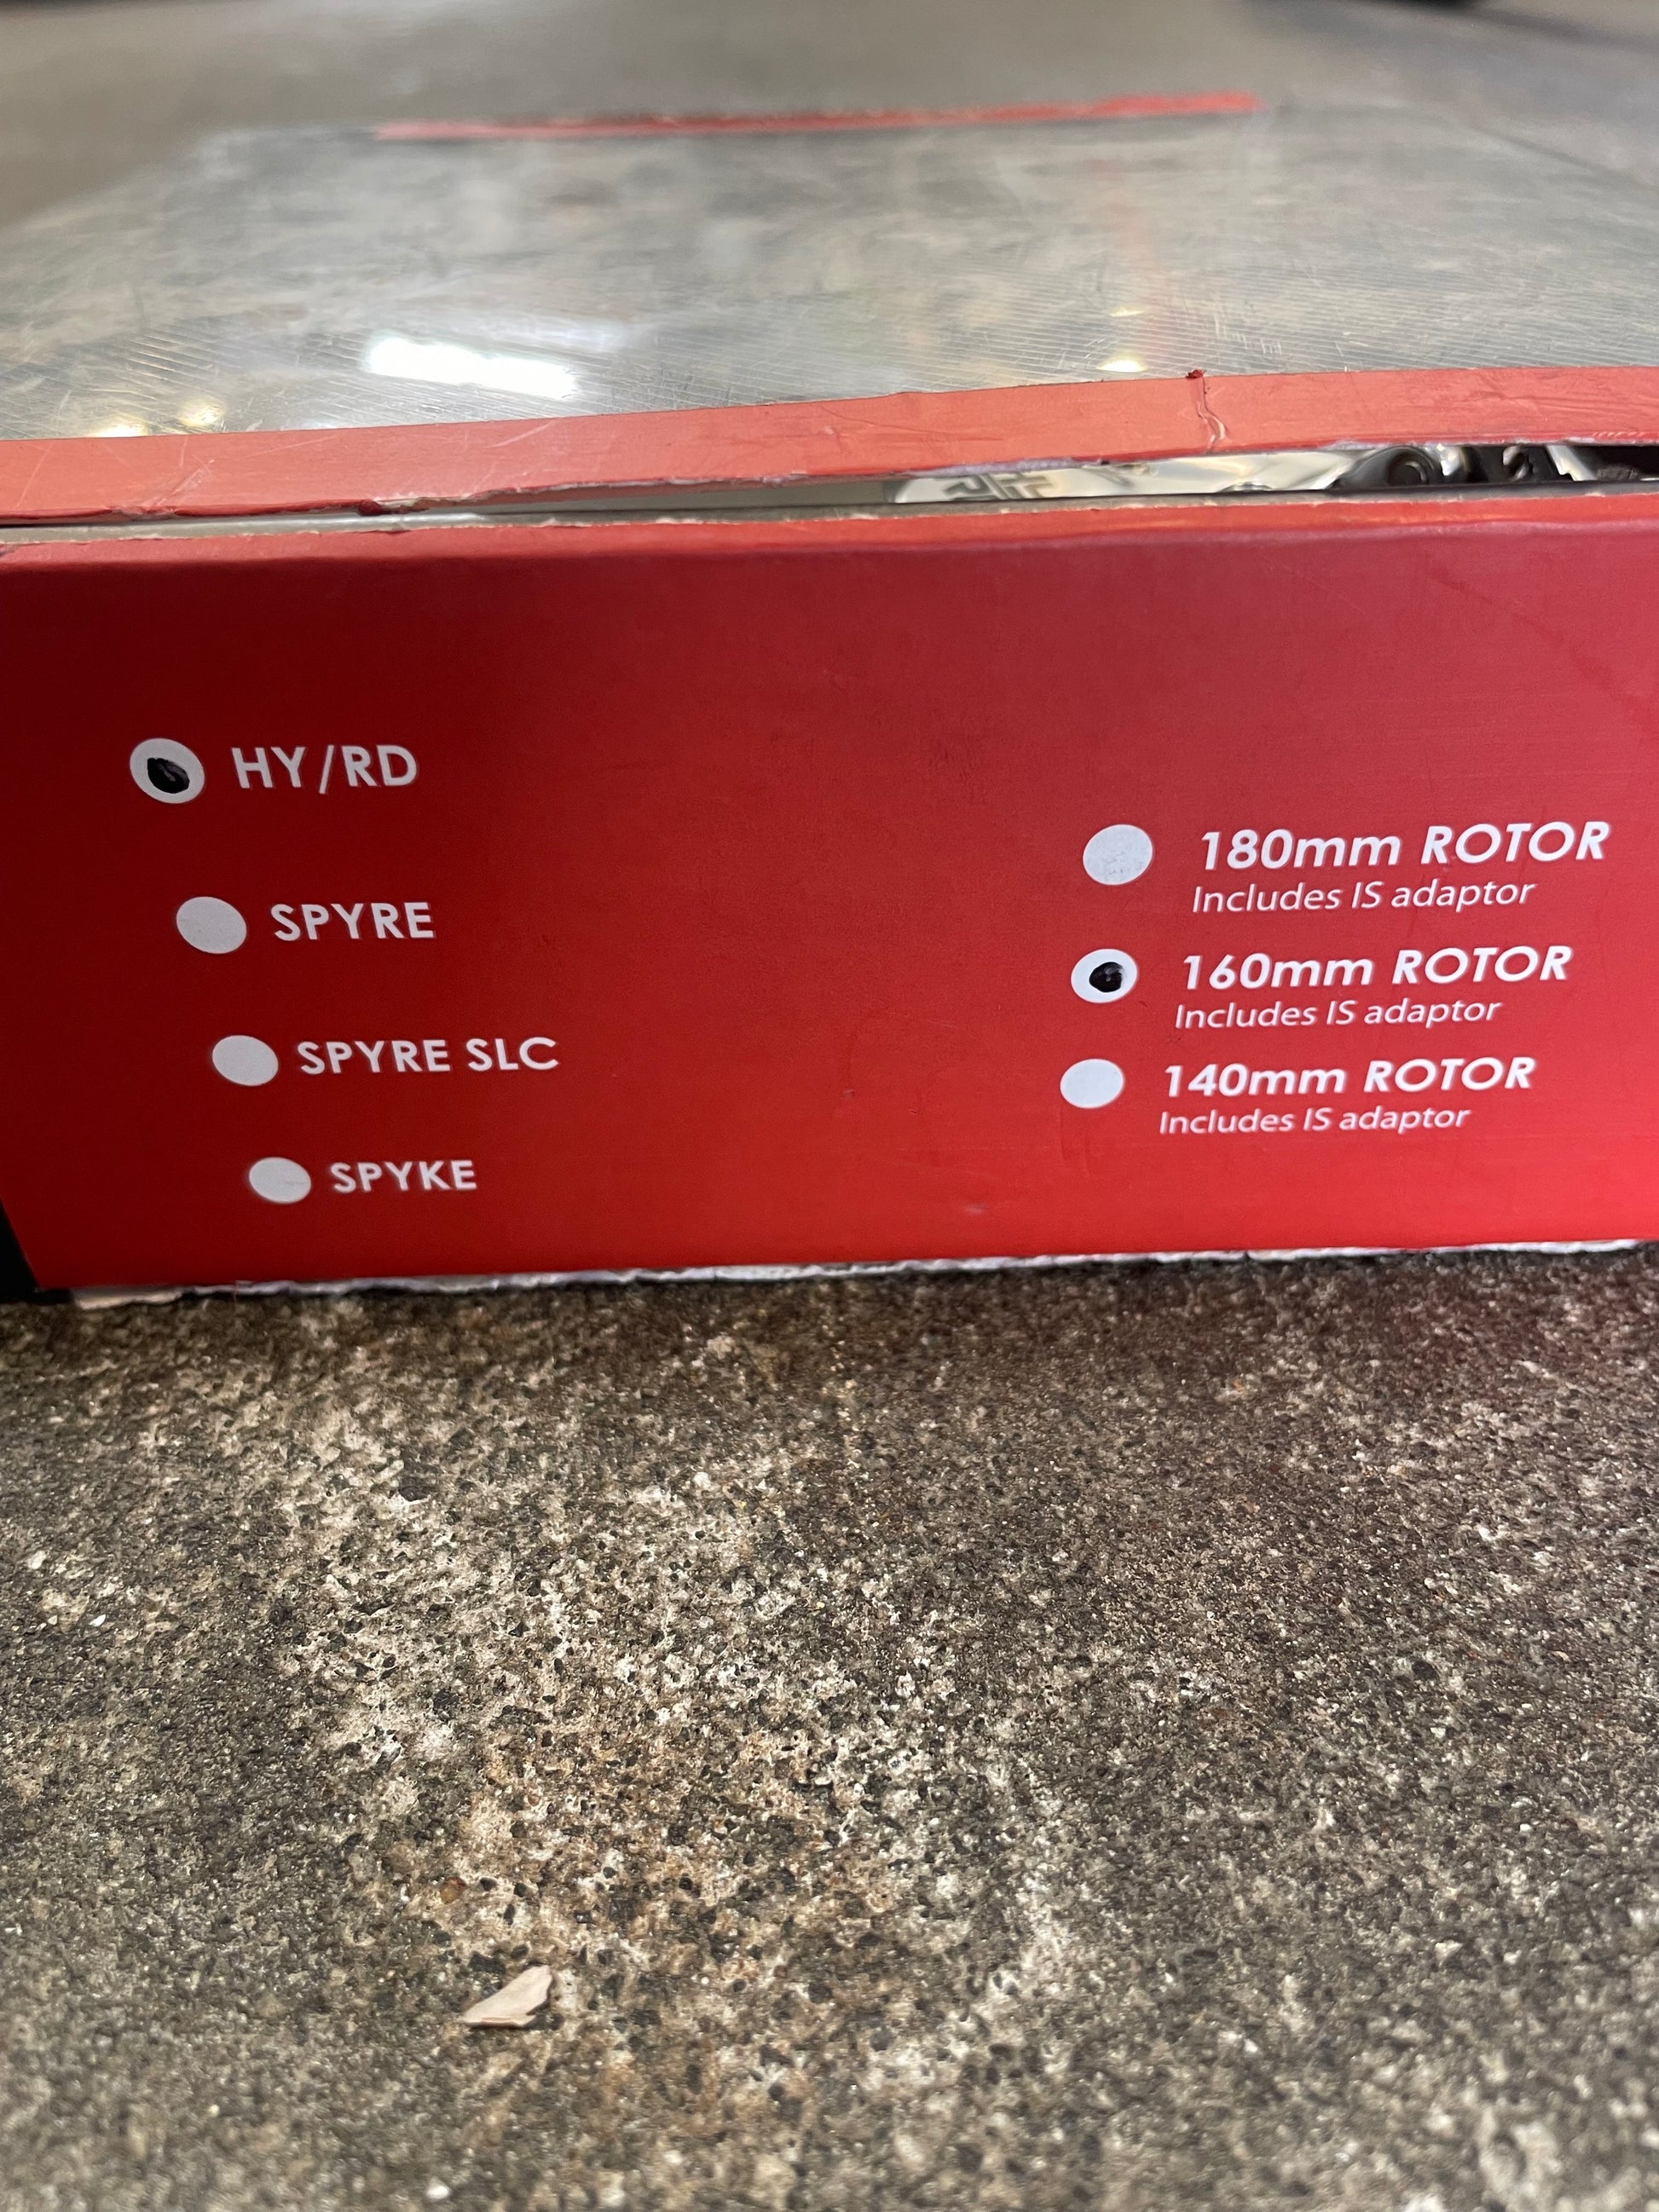 HY/RD
SPYRE
SPYRE SLC
SPYKE
180mm ROTOR
Includes IS adaptor
160mm ROTOR
Includes IS adaptor
140mm ROTOR
Includes IS adaptor